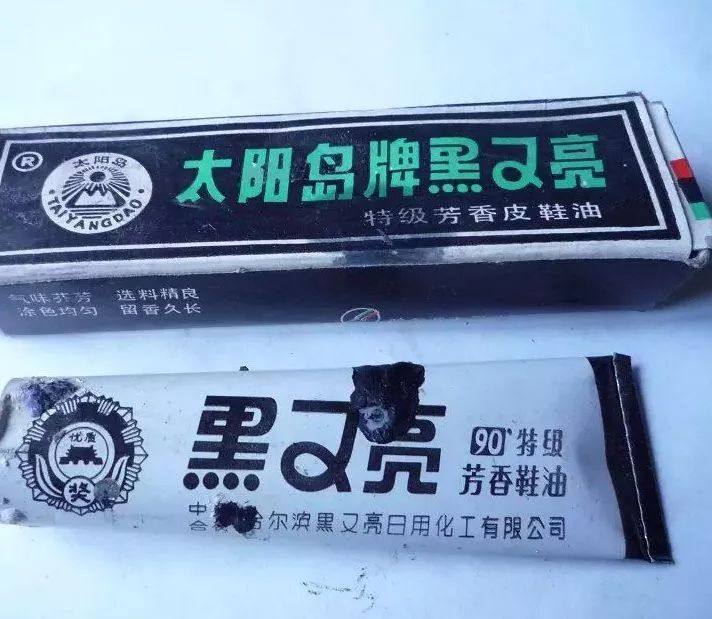 ®
太阳岛
TAIYANGDAO
太阳岛牌黑又亮
特级芳香皮鞋油
气味芬芳 选料精良
涂色均匀 留香久长
优质
奖
黑又亮
90°特级
芳香鞋油
中
合 哈尔滨黑又亮日用化工有限公司